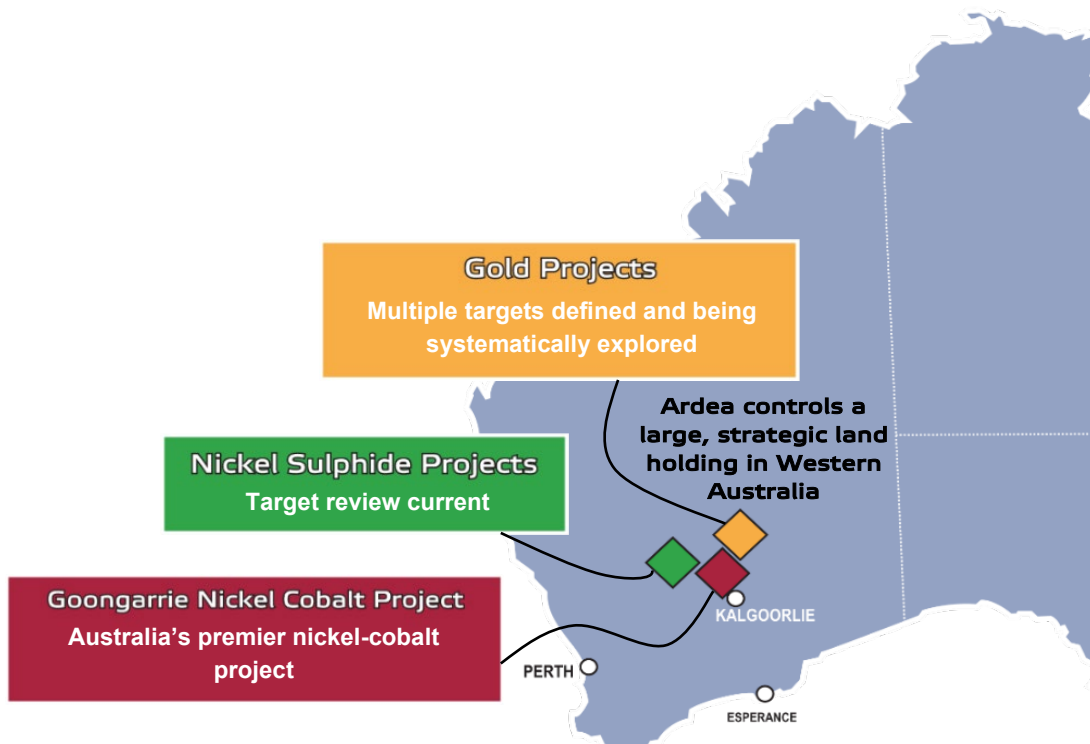 Gold Projects
Multiple targets defined and being
systematically explored
Ardea controls a
large, strategic land
holding in Western
Australia
Nickel Sulphide Projects
Target review current
Goongarrie Nickel Cobalt Project
Australia’s premier nickel-cobalt
project
KALGOORLIE
PERTH
ESPERANCE